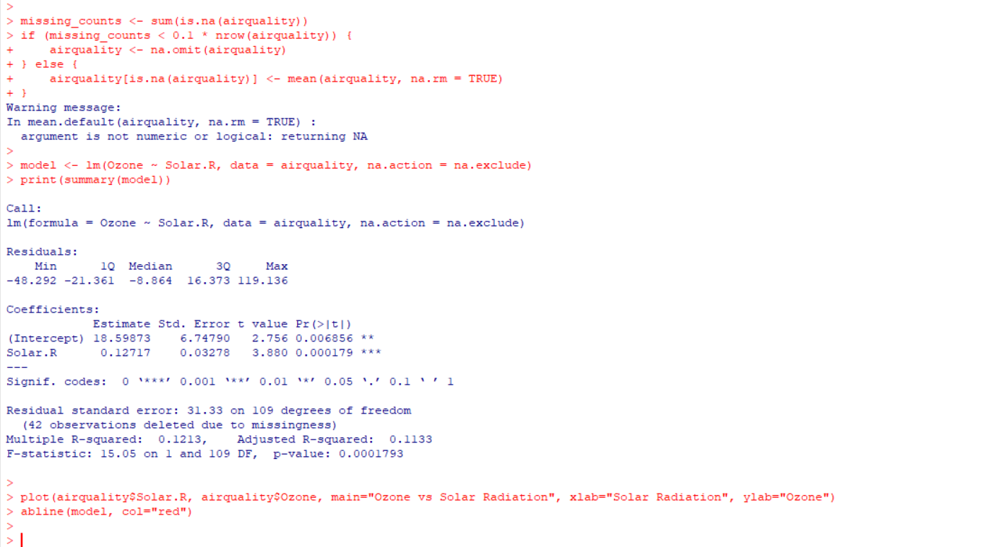 >
> missing_counts <- sum(is.na(airquality))
> if (missing_counts < 0.1 * nrow(airquality)) {
+     airquality <- na.omit(airquality)
+ } else {
+     airquality[is.na(airquality)] <- mean(airquality, na.rm = TRUE)
+ }
Warning message:
In mean.default(airquality, na.rm = TRUE) :
  argument is not numeric or logical: returning NA
>
> model <- lm(Ozone ~ Solar.R, data = airquality, na.action = na.exclude)
> print(summary(model))

Call:
lm(formula = Ozone ~ Solar.R, data = airquality, na.action = na.exclude)

Residuals:
    Min      1Q  Median      3Q     Max
-48.292 -21.361  -8.864  16.373 119.136

Coefficients:
            Estimate Std. Error t value Pr(>|t|)
(Intercept) 18.59873    6.74790   2.756 0.006856 **
Solar.R      0.12717    0.03278   3.880 0.000179 ***
---
Signif. codes:  0 ‘***’ 0.001 ‘**’ 0.01 ‘*’ 0.05 ‘.’ 0.1 ‘ ’ 1

Residual standard error: 31.33 on 109 degrees of freedom
  (42 observations deleted due to missingness)
Multiple R-squared:  0.1213,    Adjusted R-squared:  0.1133
F-statistic: 15.05 on 1 and 109 DF,  p-value: 0.0001793

>
> plot(airquality$Solar.R, airquality$Ozone, main="Ozone vs Solar Radiation", xlab="Solar Radiation", ylab="Ozone")
> abline(model, col="red")
>
>